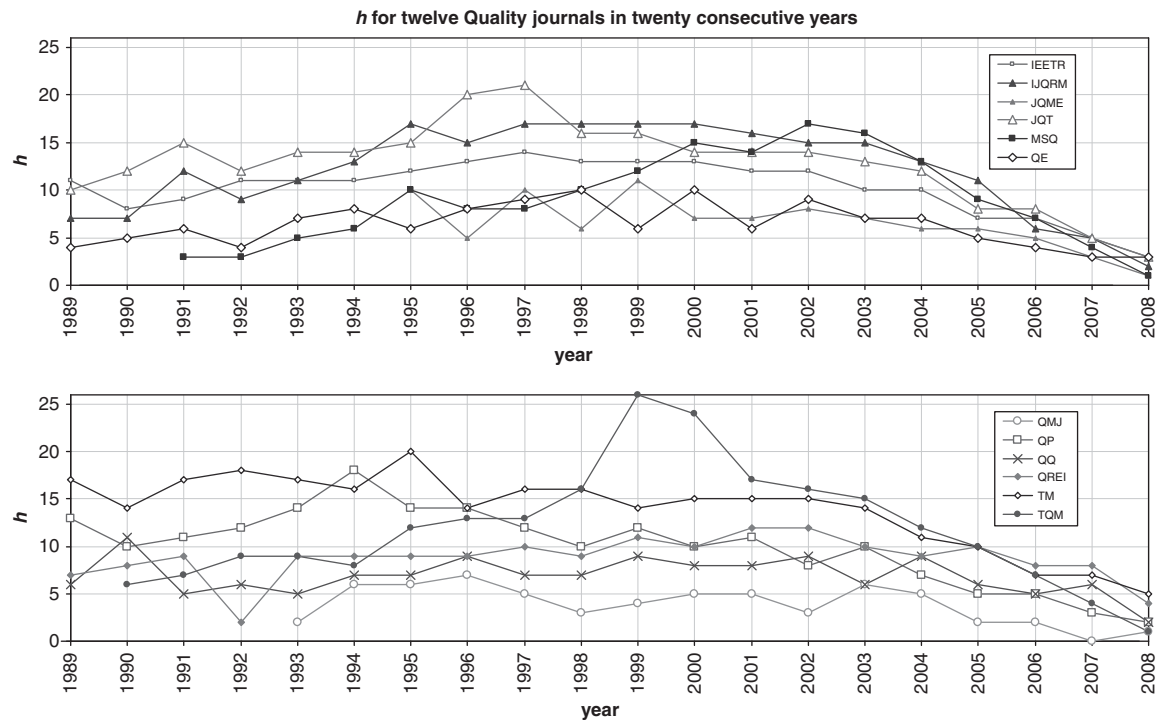 h for twelve Quality journals in twenty consecutive years
25
20
15
10
5
0
h
IEETR
IJQRM
JQME
JQT
MSQ
QE
1989 1990 1991 1992 1993 1994 1995 1996 1997 1998 1999 2000 2001 2002 2003 2004 2005 2006 2007 2008
year
25
20
15
10
5
0
h
QMJ
QP
QQ
QREI
TM
TQM
1989 1990 1991 1992 1993 1994 1995 1996 1997 1998 1999 2000 2001 2002 2003 2004 2005 2006 2007 2008
year